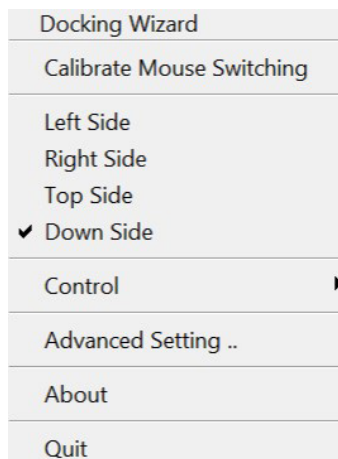 Docking Wizard
Calibrate Mouse Switching
Left Side
Right Side
Top Side
Down Side
Control
Advanced Setting ..
About
Quit